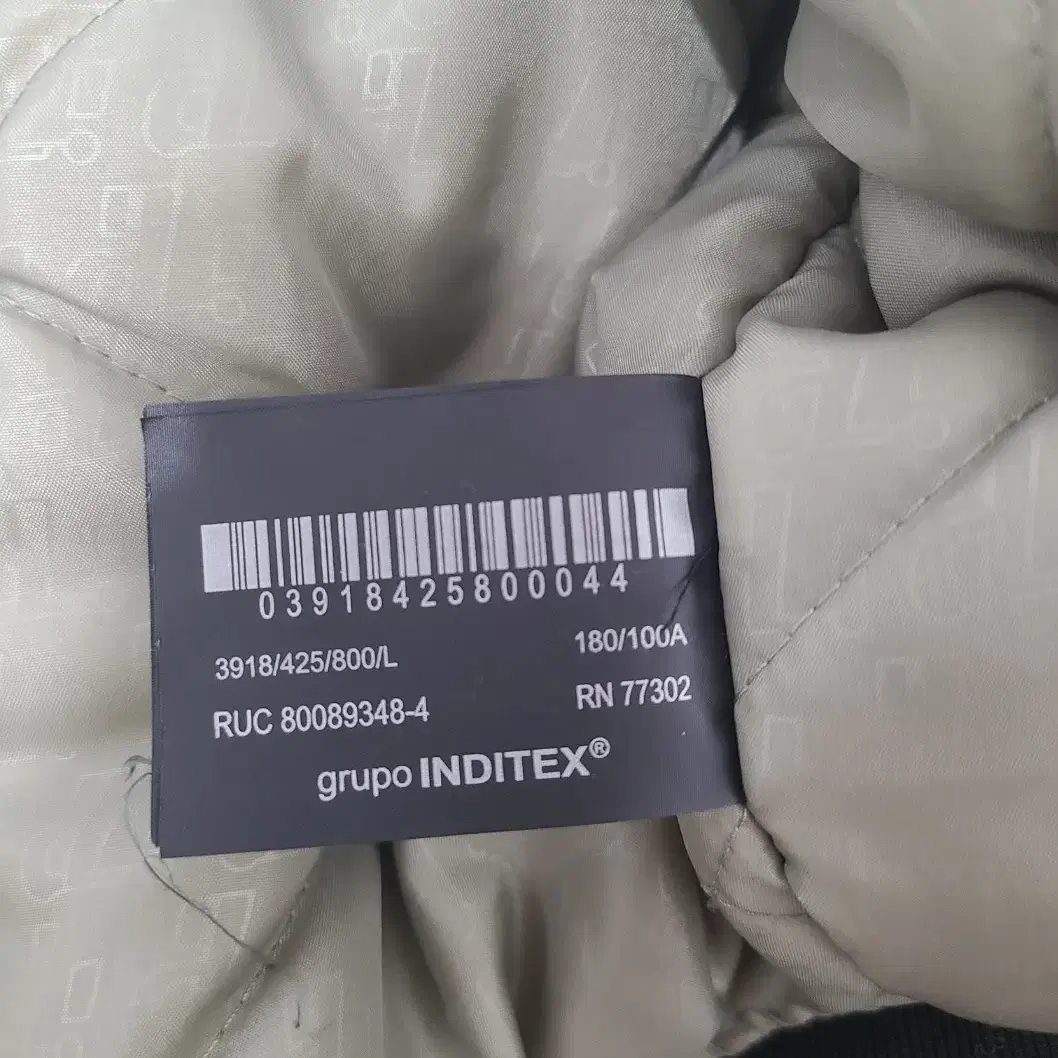 03918425800044
3918/425/800/L 180/100A
RUC 80089348-4 RN 77302
grupo INDITEX®